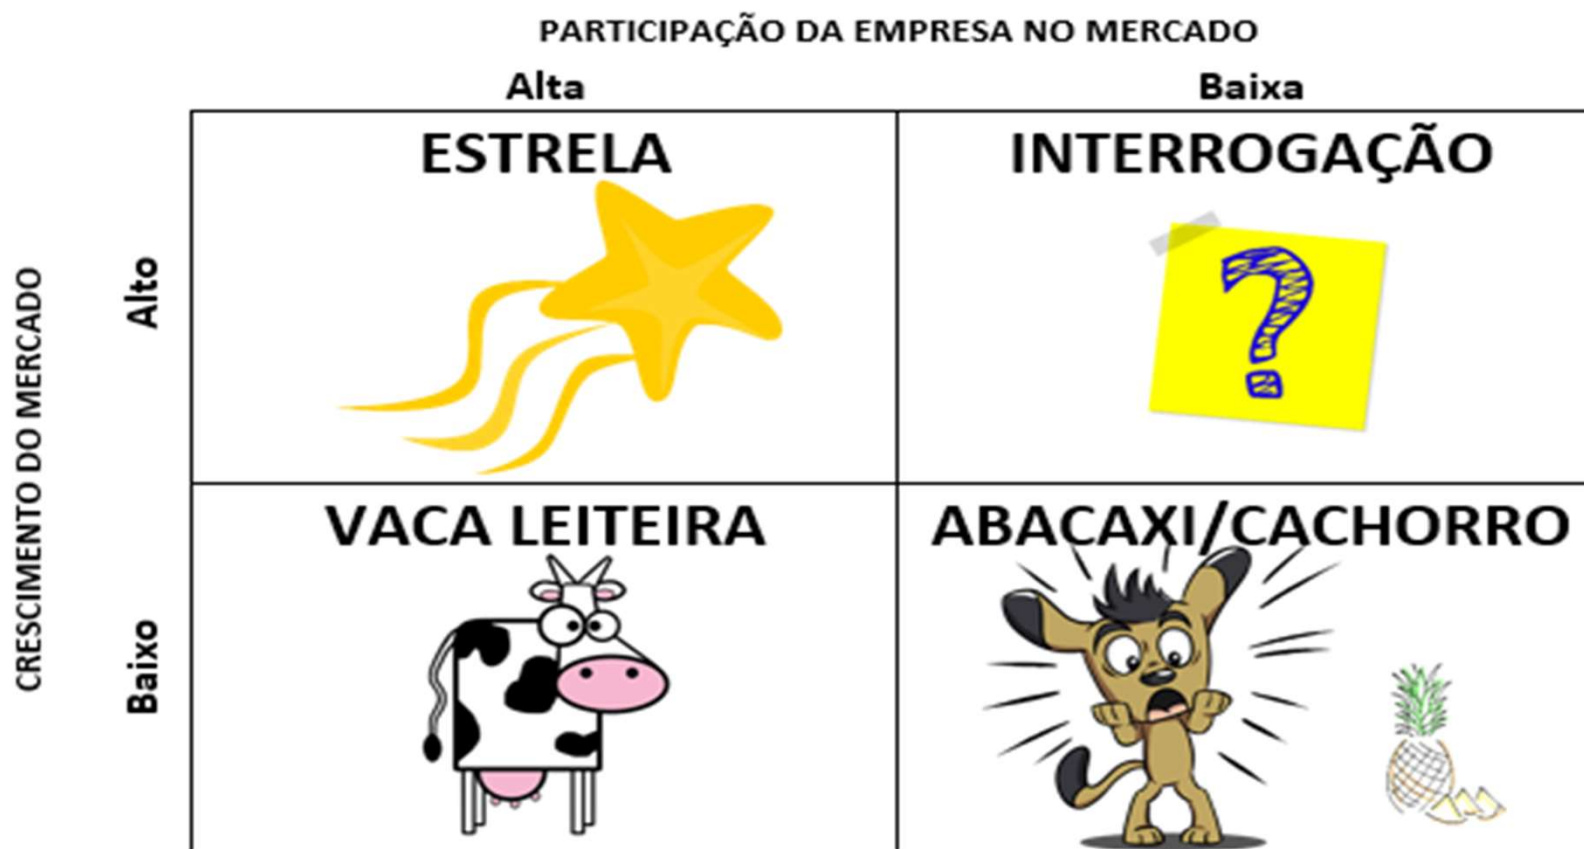 PARTICIPAÇÃO DA EMPRESA NO MERCADO
Alta
Baixa
CRESCIMENTO DO MERCADO
Alto
ESTRELA
INTERROGAÇÃO
?
Baixo
VACA LEITEIRA
ABACAXI/CACHORRO